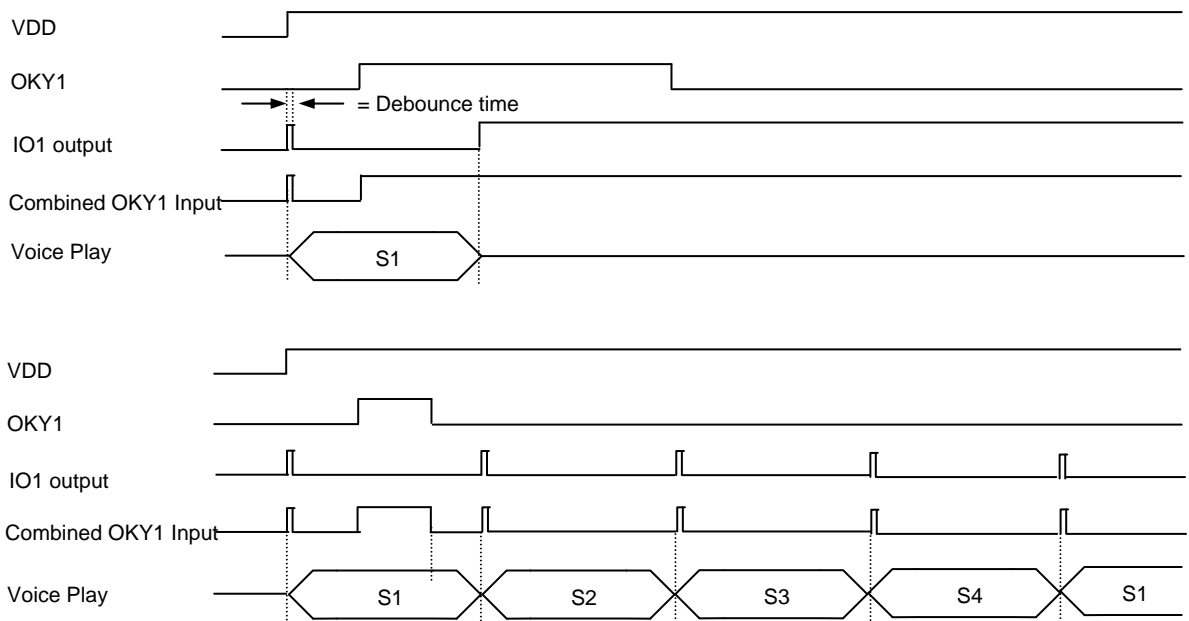 VDD
OKY1
= Debounce time
IO1 output
Combined OKY1 Input
Voice Play
S1
VDD
OKY1
IO1 output
Combined OKY1 Input
Voice Play
S1
S2
S3
S4
S1